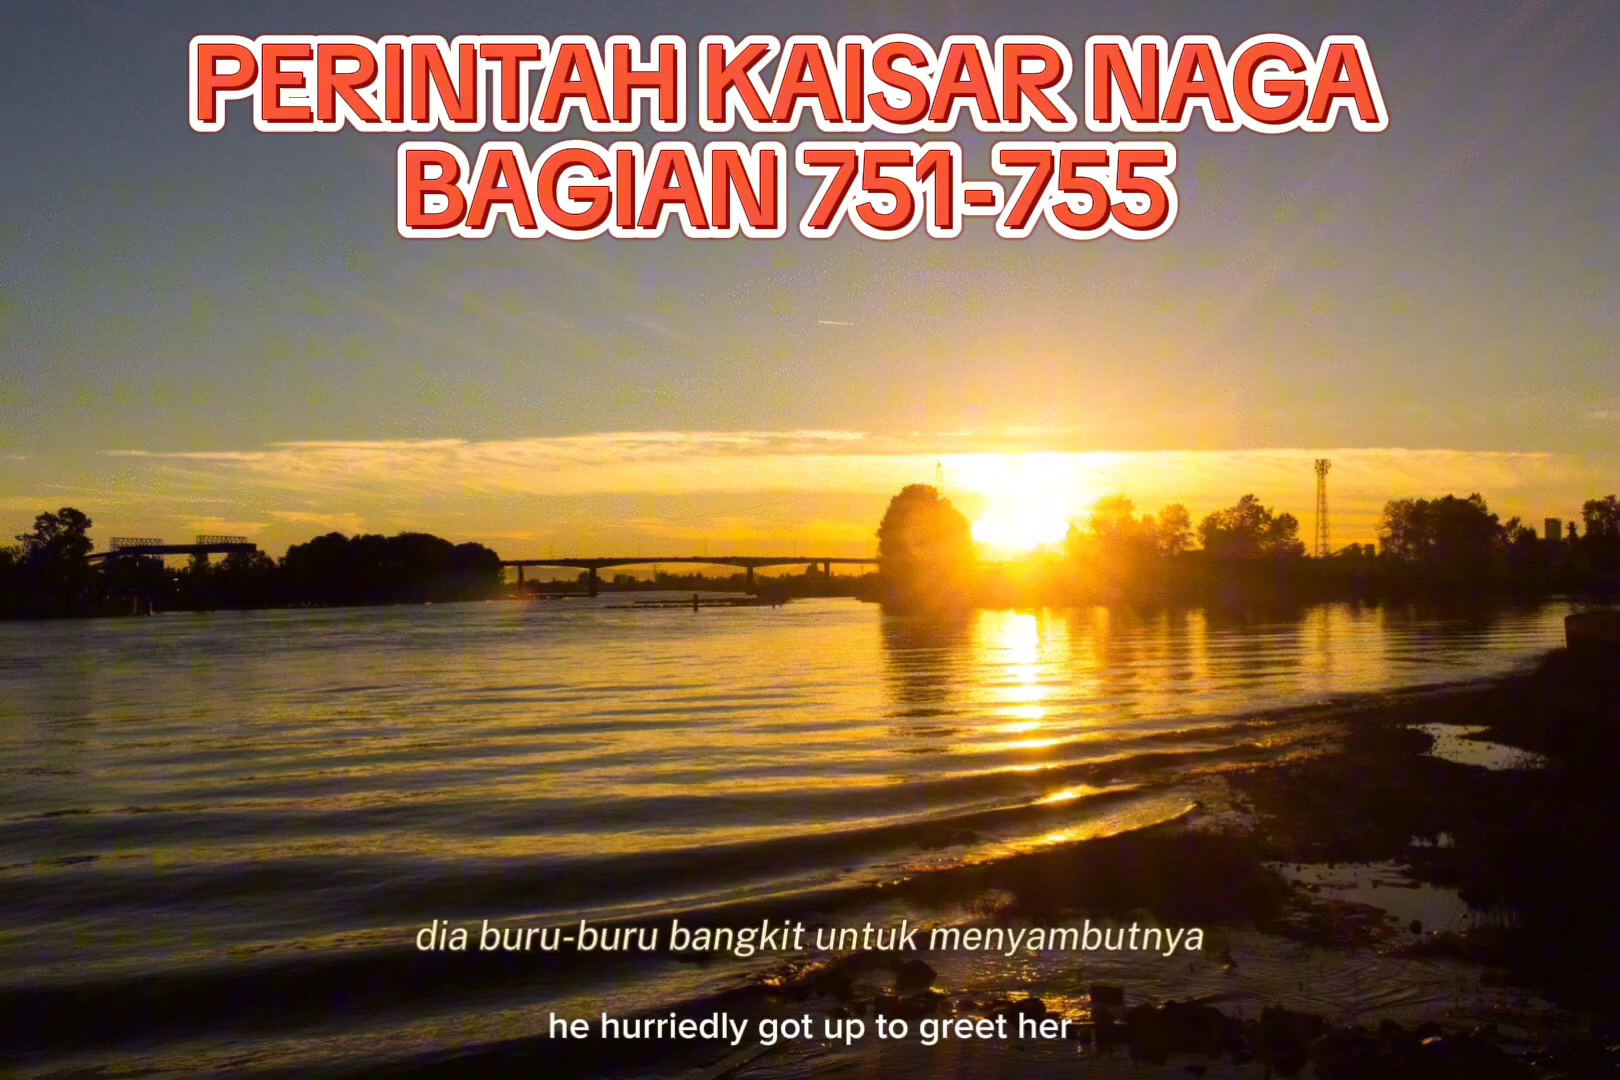 PERINTAH KAISAR NAGA
BAGIAN 751-755
dia buru-buru bangkit untuk menyambutnya
he hurriedly got up to greet her